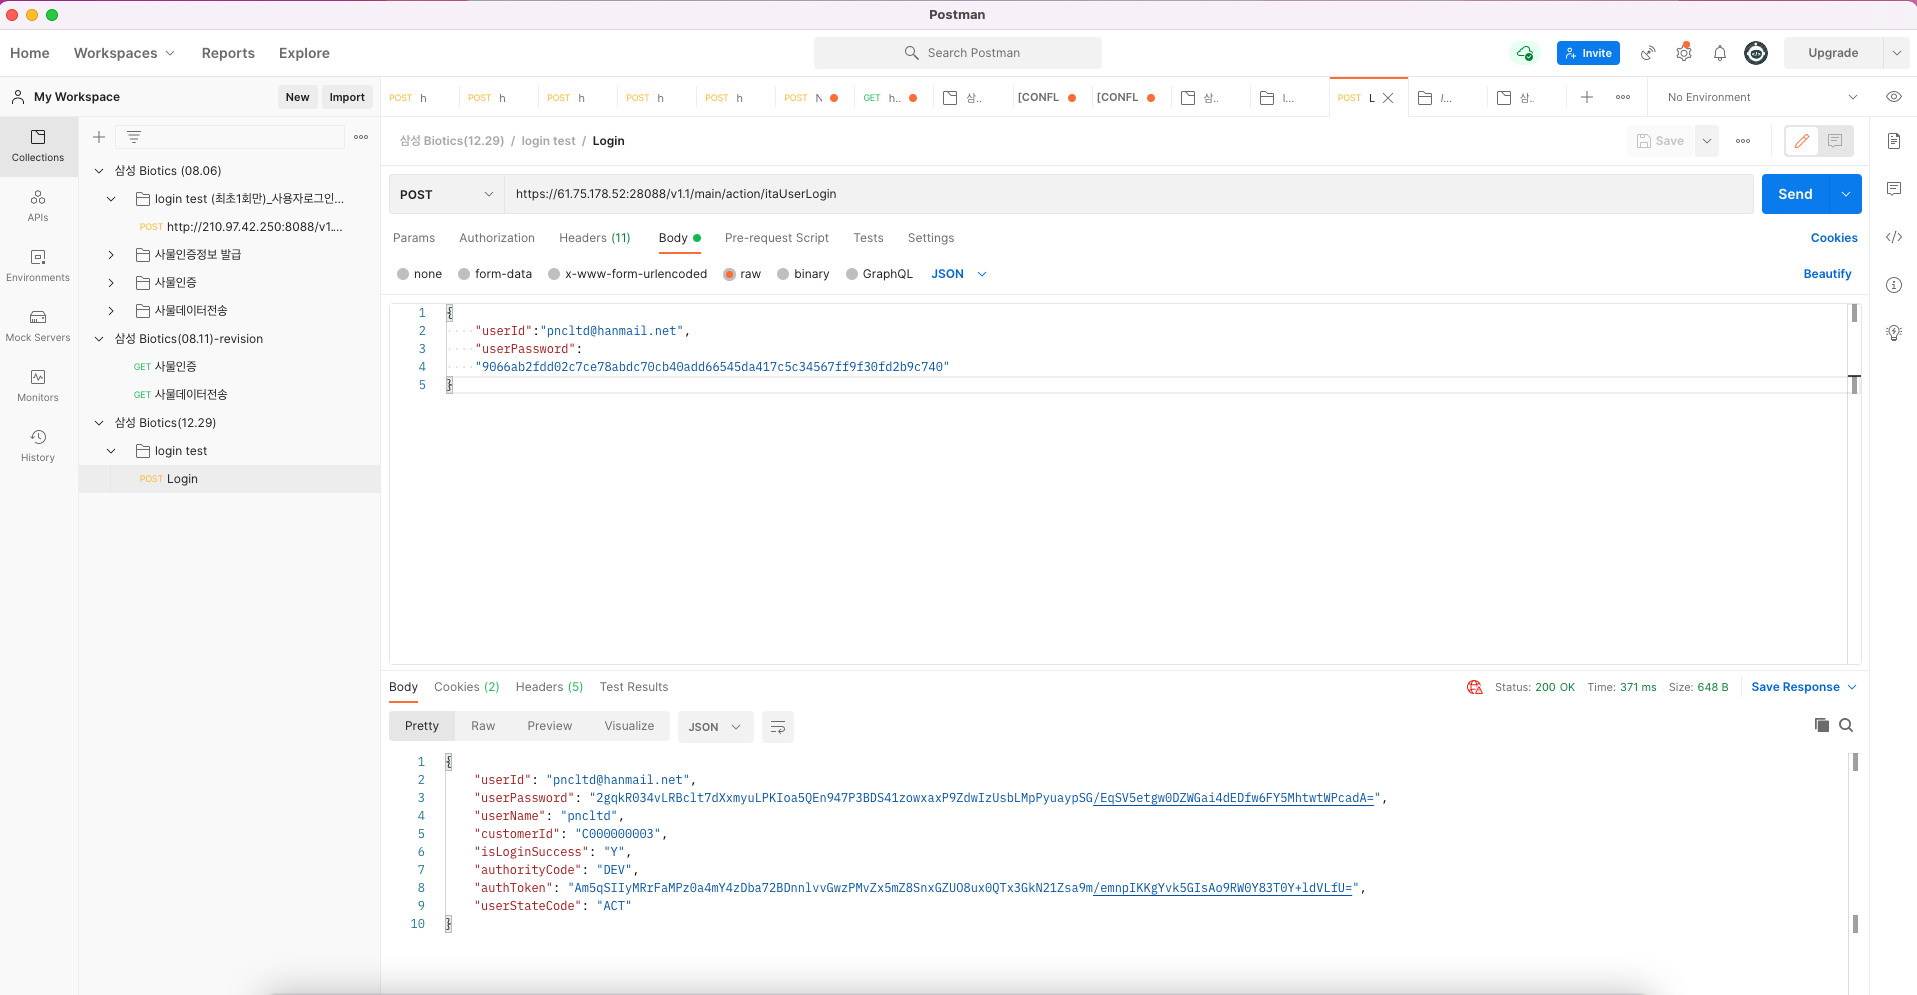 Postman
Home Workspaces Reports Explore
Search Postman
Invite
Upgrade
My Workspace
New Import
POST h POST h POST h POST h POST h POST N GET h.. 삼.. [CONFL [CONFL 삼.. l... POST L /... 삼..
No Environment
Collections
APIs
Environments
Mock Servers
Monitors
History
삼성 Biotics (08.06)
login test (최초1회만)_사용자로그인...
POST http://210.97.42.250:8088/v1....
사물인증정보 발급
사물인증
사물데이터전송
삼성 Biotics(08.11)-revision
GET 사물인증
GET 사물데이터전송
삼성 Biotics(12.29)
login test
POST Login
삼성 Biotics(12.29) / login test / Login
Save
POST https://61.75.178.52:28088/v1.1/main/action/itaUserLogin
Send
Params Authorization Headers (11) Body Pre-request Script Tests Settings
Cookies
none form-data x-www-form-urlencoded raw binary GraphQL JSON
Beautify
1 {
2 "userId":"pncltd@hanmail.net",
3 "userPassword":
4 "9066ab2fdd02c7ce78abdc70cb40add66545da417c5c34567ff9f30fd2b9c740"
5 }
Body Cookies (2) Headers (5) Test Results
Status: 200 OK Time: 371 ms Size: 648 B
Save Response
Pretty Raw Preview Visualize JSON
1 {
2 "userId": "pncltd@hanmail.net",
3 "userPassword": "2gqkR034vLRBclt7dXxmyuLPKIoa5QEn947P3BDS41zowxaxP9ZdwIzUsbLMpPyuaypSG/EqSV5etgw0DZWGai4dEDfw6FY5MhtwtWPcadA=",
4 "userName": "pncltd",
5 "customerId": "C000000003",
6 "isLoginSuccess": "Y",
7 "authorityCode": "DEV",
8 "authToken": "Am5qSIIyMRrFaMPz0a4mY4zDba72BDnnlvvGwzPMvZx5mZ8SnxGZUO8ux0QTx3GkN21Zsa9m/emnpIKKgYvk5GIsAo9RW0Y83T0Y+ldVLfU=",
9 "userStateCode": "ACT"
10 }